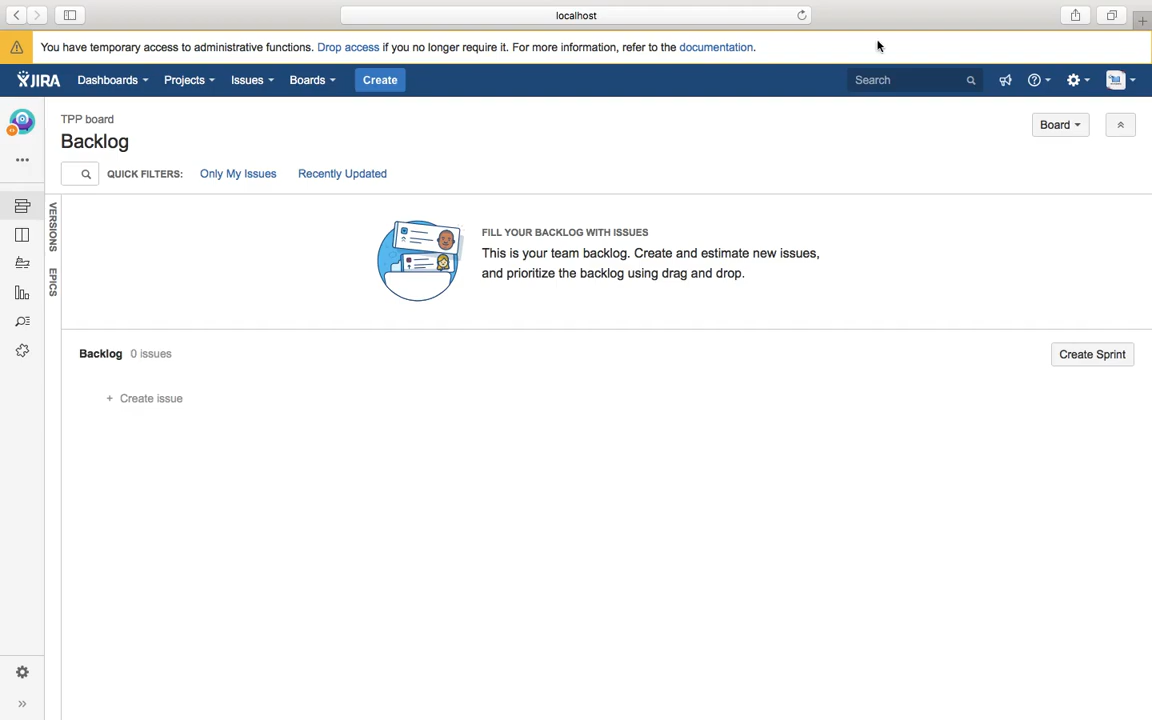 localhost
You have temporary access to administrative functions. Drop access if you no longer require it. For more information, refer to the documentation.
JIRA Dashboards Projects Issues Boards Create Search
TPP board
Backlog
Board
QUICK FILTERS: Only My Issues Recently Updated
VERSIONS
EPICS
FILL YOUR BACKLOG WITH ISSUES
This is your team backlog. Create and estimate new issues,
and prioritize the backlog using drag and drop.
Backlog 0 issues
Create Sprint
+ Create issue